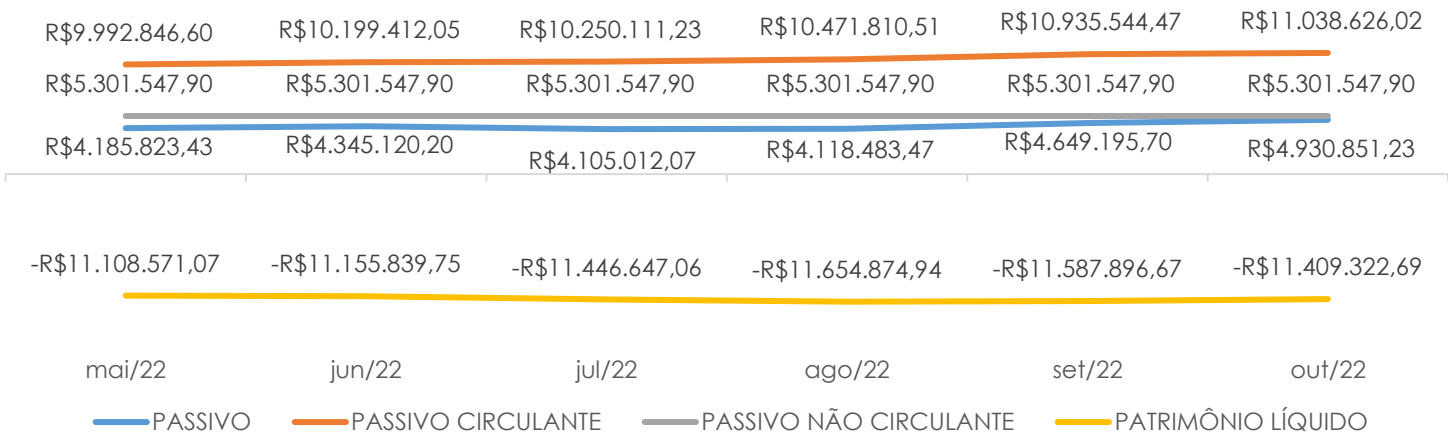 R$9.992.846,60 R$10.199.412,05 R$10.250.111,23 R$10.471.810,51 R$10.935.544,47 R$11.038.626,02
R$5.301.547,90 R$5.301.547,90 R$5.301.547,90 R$5.301.547,90 R$5.301.547,90 R$5.301.547,90
R$4.185.823,43 R$4.345.120,20 R$4.105.012,07 R$4.118.483,47 R$4.649.195,70 R$4.930.851,23
-R$11.108.571,07 -R$11.155.839,75 -R$11.446.647,06 -R$11.654.874,94 -R$11.587.896,67 -R$11.409.322,69
mai/22 jun/22 jul/22 ago/22 set/22 out/22
PASSIVO PASSIVO CIRCULANTE PASSIVO NÃO CIRCULANTE PATRIMÔNIO LÍQUIDO